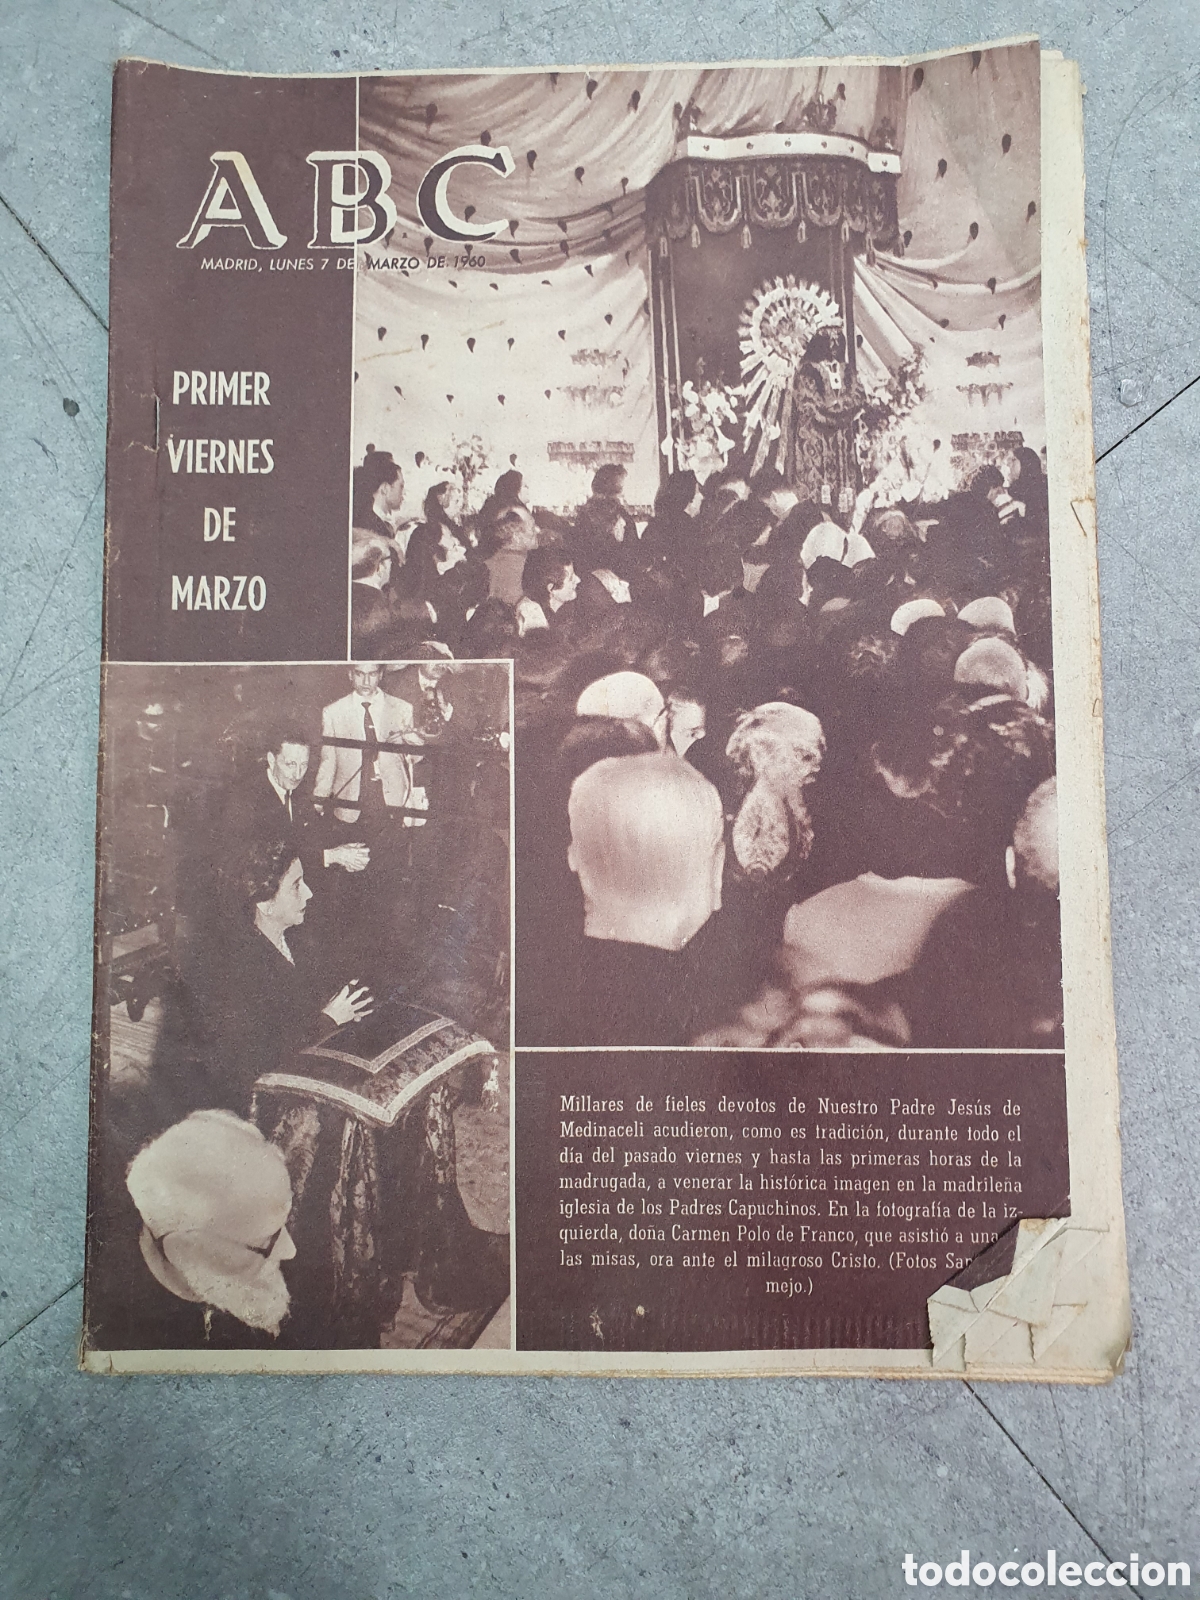 ABC
MADRID, LUNES 7 DE MARZO DE 1960
PRIMER
VIERNES
DE
MARZO
Millares de fieles devotos de Nuestro Padre Jesús de
Medinaceli acudieron, como es tradición, durante todo el
día del pasado viernes y hasta las primeras horas de la
madrugada, a venerar la histórica imagen en la madrileña
iglesia de los Padres Capuchinos. En la fotografía de la iz-
quierda, doña Carmen Polo de Franco, que asistió a una
las misas, ora ante el milagroso Cristo. (Fotos
mejo.)
todocoleccion